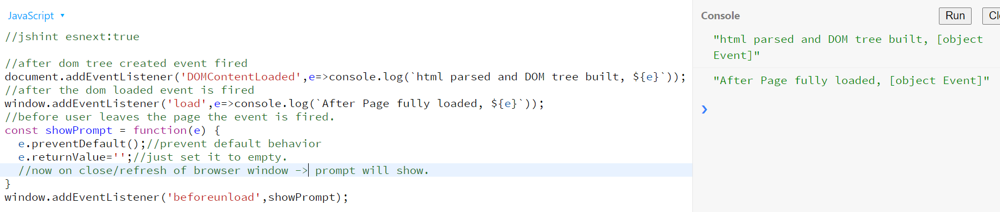 JavaScript
//jshint esnext:true
//after dom tree created event fired
document.addEventListener('DOMContentLoaded',e=>console.log(`html parsed and DOM tree built, ${e}`));
//after the dom loaded event is fired
window.addEventListener('load',e=>console.log(`After Page fully loaded, ${e}`));
//before user leaves the page the event is fired.
const showPrompt = function(e) {
  e.preventDefault();//prevent default behavior
  e.returnValue='';//just set it to empty.
  //now on close/refresh of browser window -> prompt will show.
}
window.addEventListener('beforeunload',showPrompt);
Console
Run
"html parsed and DOM tree built, [object
Event]"
"After Page fully loaded, [object Event]"